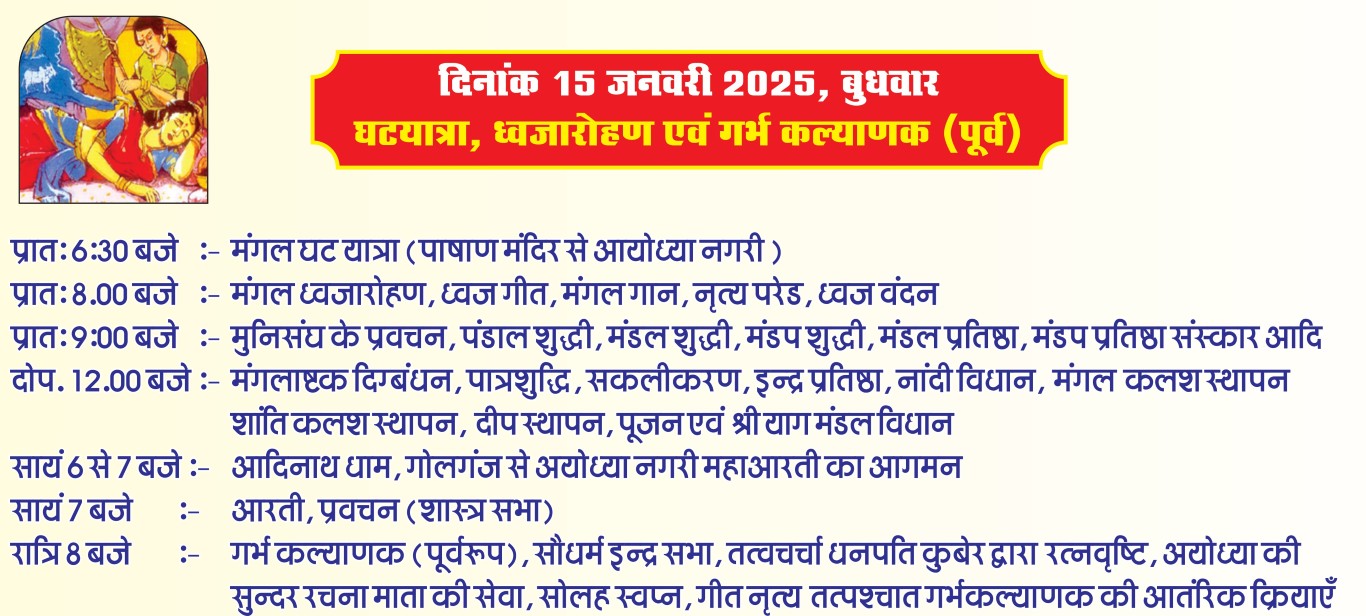 दिनांक 15 जनवरी 2025, बुधवार
घटयात्रा, ध्वजारोहण एवं गर्भ कल्याणक (पूर्व)
प्रातः 6:30 बजे :- मंगल घट यात्रा ( पाषाण मंदिर से आयोध्या नगरी )
प्रातः 8.00 बजे :- मंगल ध्वजारोहण, ध्वज गीत, मंगल गान, नृत्य परेड, ध्वज वंदन
प्रातः 9:00 बजे :- मुनिसंघ के प्रवचन, पंडाल शुद्धी, मंडल शुद्धी, मंडप शुद्धी, मंडल प्रतिष्ठा, मंडप प्रतिष्ठा संस्कार आदि
दोप. 12.00 बजे :- मंगलाष्टक दिग्बंधन, पात्रशुद्धि, सकलीकरण, इन्द्र प्रतिष्ठा, नांदी विधान, मंगल कलश स्थापन
शांति कलश स्थापन, दीप स्थापन, पूजन एवं श्री याग मंडल विधान
सायं 6 से 7 बजे :- आदिनाथ धाम, गोलगंज से अयोध्या नगरी महाआरती का आगमन
सायं 7 बजे :- आरती, प्रवचन (शास्त्र सभा)
रात्रि 8 बजे :- गर्भ कल्याणक (पूर्वरूप), सौधर्म इन्द्र सभा, तत्वचर्चा धनपति कुबेर द्वारा रत्नवृष्टि, अयोध्या की
सुन्दर रचना माता की सेवा, सोलह स्वप्न, गीत नृत्य तत्पश्चात गर्भकल्याणक की आतंरिक क्रियाएँ